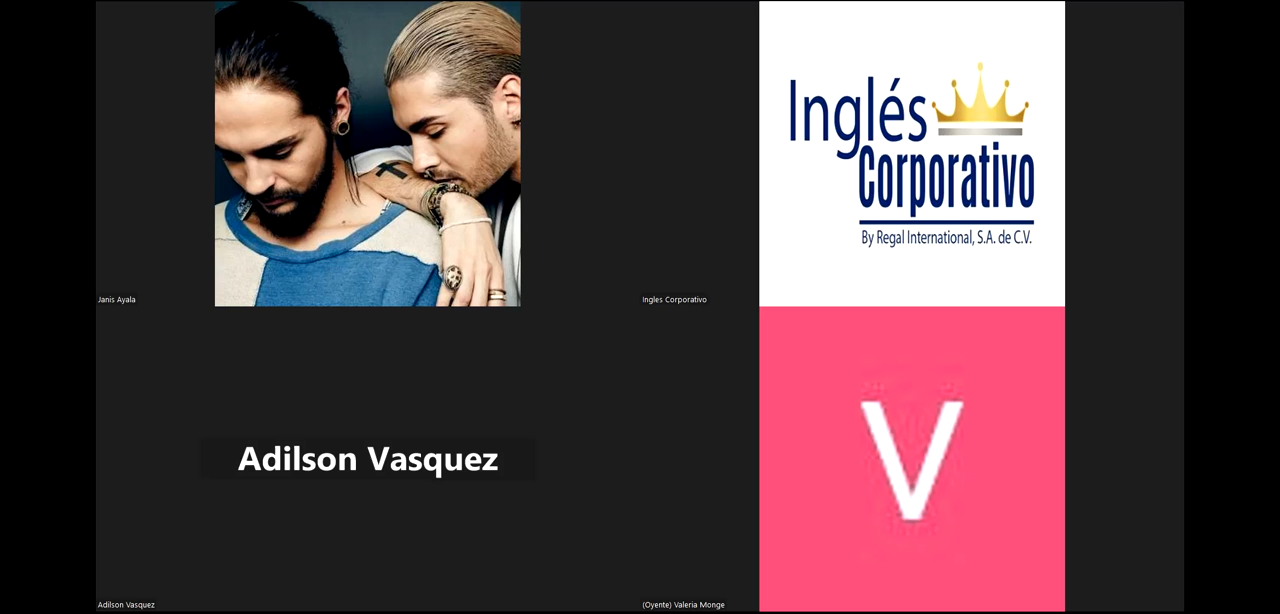 Janis Ayala
Inglés
Corporativo
By Regal International, S.A. de C.V.
Ingles Corporativo
Adilson Vasquez
Adilson Vasquez
V
(Oyente) Valeria Monge